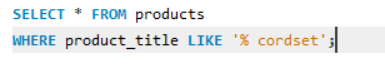 SELECT * FROM products
WHERE product_title LIKE '% cordset';